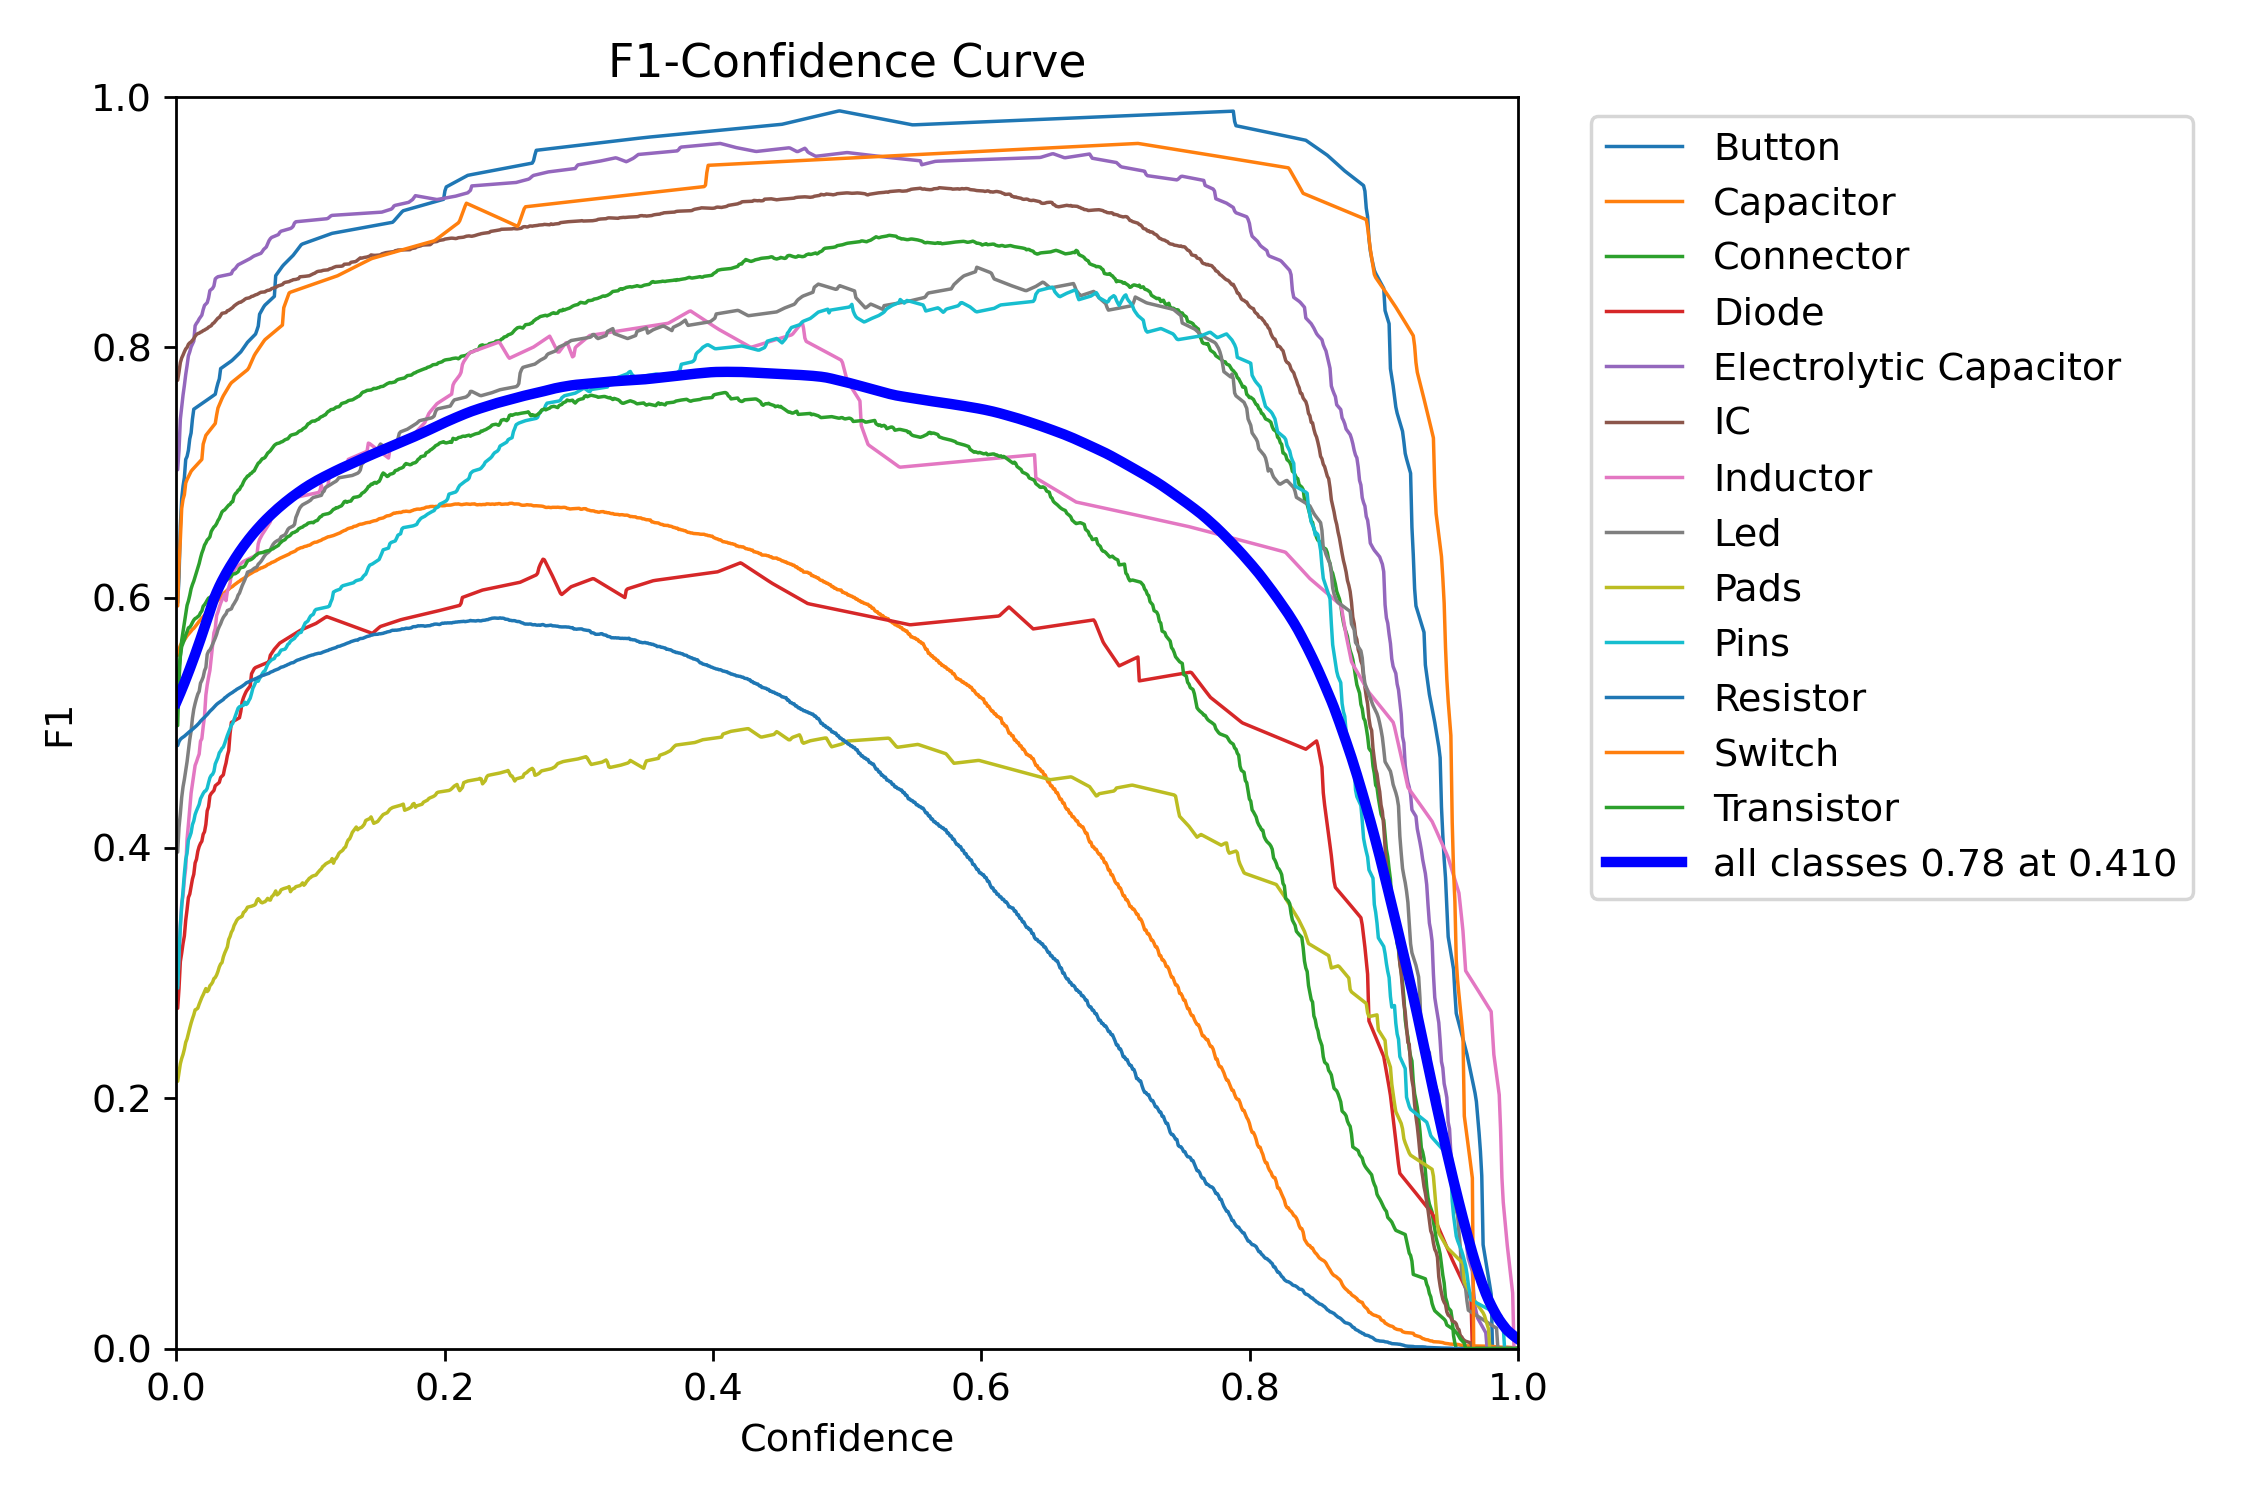 F1-Confidence Curve
1.0
0.8
0.6
0.4
0.2
0.0
F1
0.0 0.2 0.4 0.6 0.8 1.0
Confidence
Button
Capacitor
Connector
Diode
Electrolytic Capacitor
IC
Inductor
Led
Pads
Pins
Resistor
Switch
Transistor
all classes 0.78 at 0.410